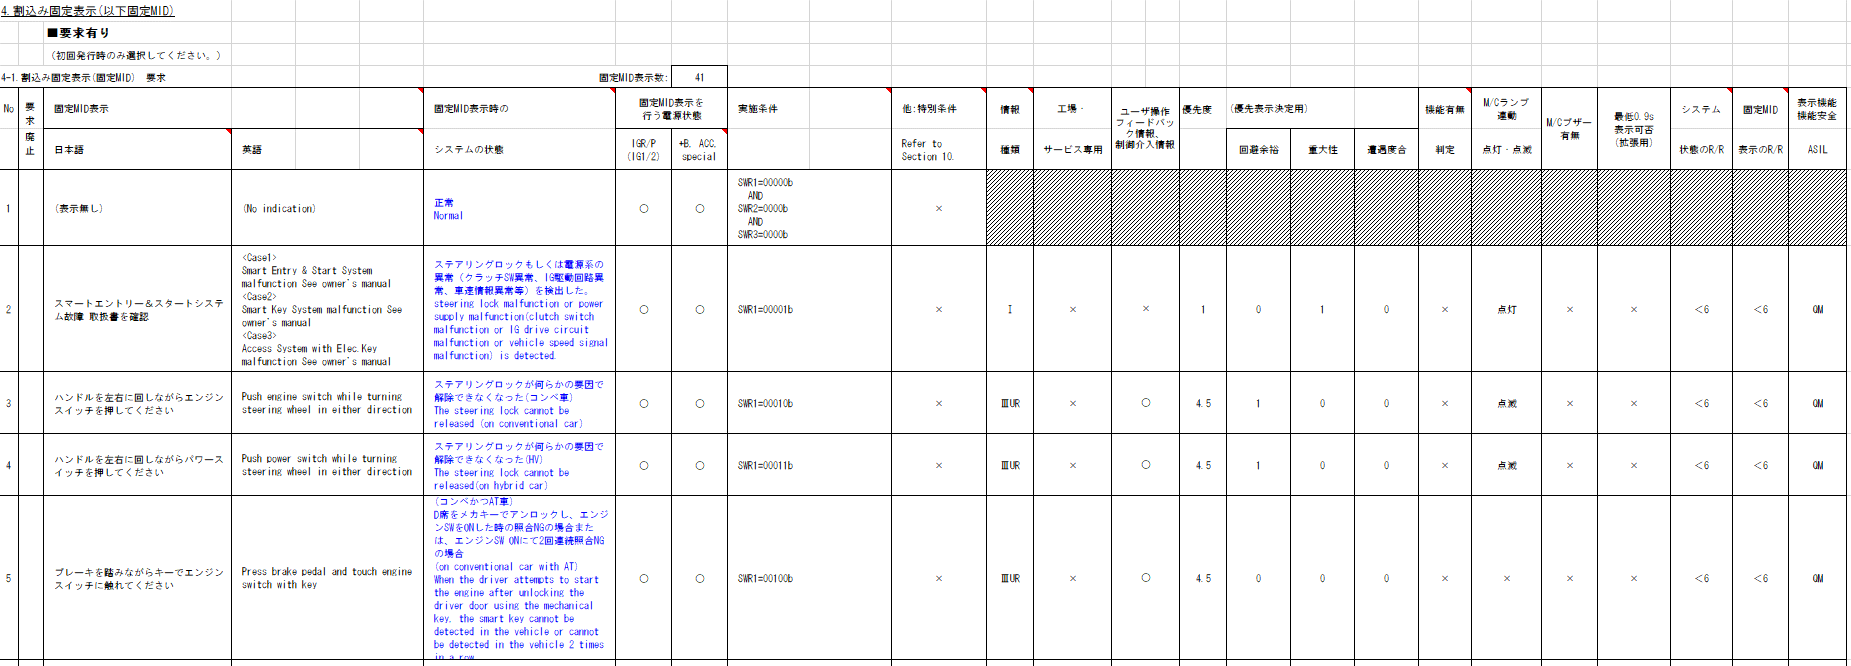 4.割込み固定表示(以下固定MID)
■要求有り
（初回発行時のみ選択してください。）
4-1.割込み固定表示(固定MID)　要求
固定MID表示数:
41
No
要求
廃止
固定MID表示
日本語
英語
固定MID表示時の
システムの状態
固定MID表示を
行う電源状態
IGR/P
(IG1/2)
+B, ACC,
special
実施条件
他:特別条件
Refer to
Section 10.
情報
種類
工場・
サービス専用
ユーザ操作
フィードバッ
ク情報、
制御介入情報
優先度
(優先表示決定用)
回避余裕
重大性
遭遇度合
機能有無
判定
M/Cランプ
連動
点灯・点滅
M/Cブザー
有無
最低0.9s
表示可否
(拡張用)
システム
状態のR/R
固定MID
表示のR/R
表示機能
機能安全
ASIL
1
(表示無し)
(No indication)
正常
Normal
○
○
SWR1=00000b
AND
SWR2=0000b
AND
SWR3=0000b
×
2
スマートエントリー＆スタートシステ
ム故障 取扱書を確認
<Case1>
Smart Entry & Start System
malfunction See owner's manual
<Case2>
Smart Key System malfunction See
owner's manual
<Case3>
Access System with Elec.Key
malfunction See owner's manual
ステアリングロックもしくは電源系の
異常（クラッチSW異常、IG駆動回路異
常、車速情報異常等）を検出した。
steering lock malfunction or power
supply malfunction(clutch switch
malfunction or IG drive circuit
malfunction or vehicle speed signal
malfunction) is detected.
○
○
SWR1=00001b
×
Ⅰ
×
×
1
0
1
0
×
点灯
×
×
<6
<6
QM
3
ハンドルを左右に回しながらエンジン
スイッチを押してください
Push engine switch while turning
steering wheel in either direction
ステアリングロックが何らかの要因で
解除できなくなった(コンベ車)
The steering lock cannot be
released (on conventional car)
○
○
SWR1=00010b
×
ⅢUR
×
○
4.5
1
0
0
×
点滅
×
×
<6
<6
QM
4
ハンドルを左右に回しながらパワース
イッチを押してください
Push power switch while turning
steering wheel in either direction
ステアリングロックが何らかの要因で
解除できなくなった(HV)
The steering lock cannot be
released(on hybrid car)
○
○
SWR1=00011b
×
ⅢUR
×
○
4.5
1
0
0
×
点滅
×
×
<6
<6
QM
5
ブレーキを踏みながらキーでエンジン
スイッチに触れてください
Press brake pedal and touch engine
switch with key
(コンベかつAT車)
D席をメカキーでアンロックし、エンジ
ンSWをONした時の照合NGの場合また
は、エンジンSW ONにて2回連続照合NG
の場合
(on conventional car with AT)
When the driver attempts to start
the engine after unlocking the
driver door using the mechanical
key, the smart key cannot be
detected in the vehicle or cannot
be detected in the vehicle 2 times
in a row
○
○
SWR1=00100b
×
ⅢUR
×
○
4.5
0
0
0
×
×
×
×
<6
<6
QM